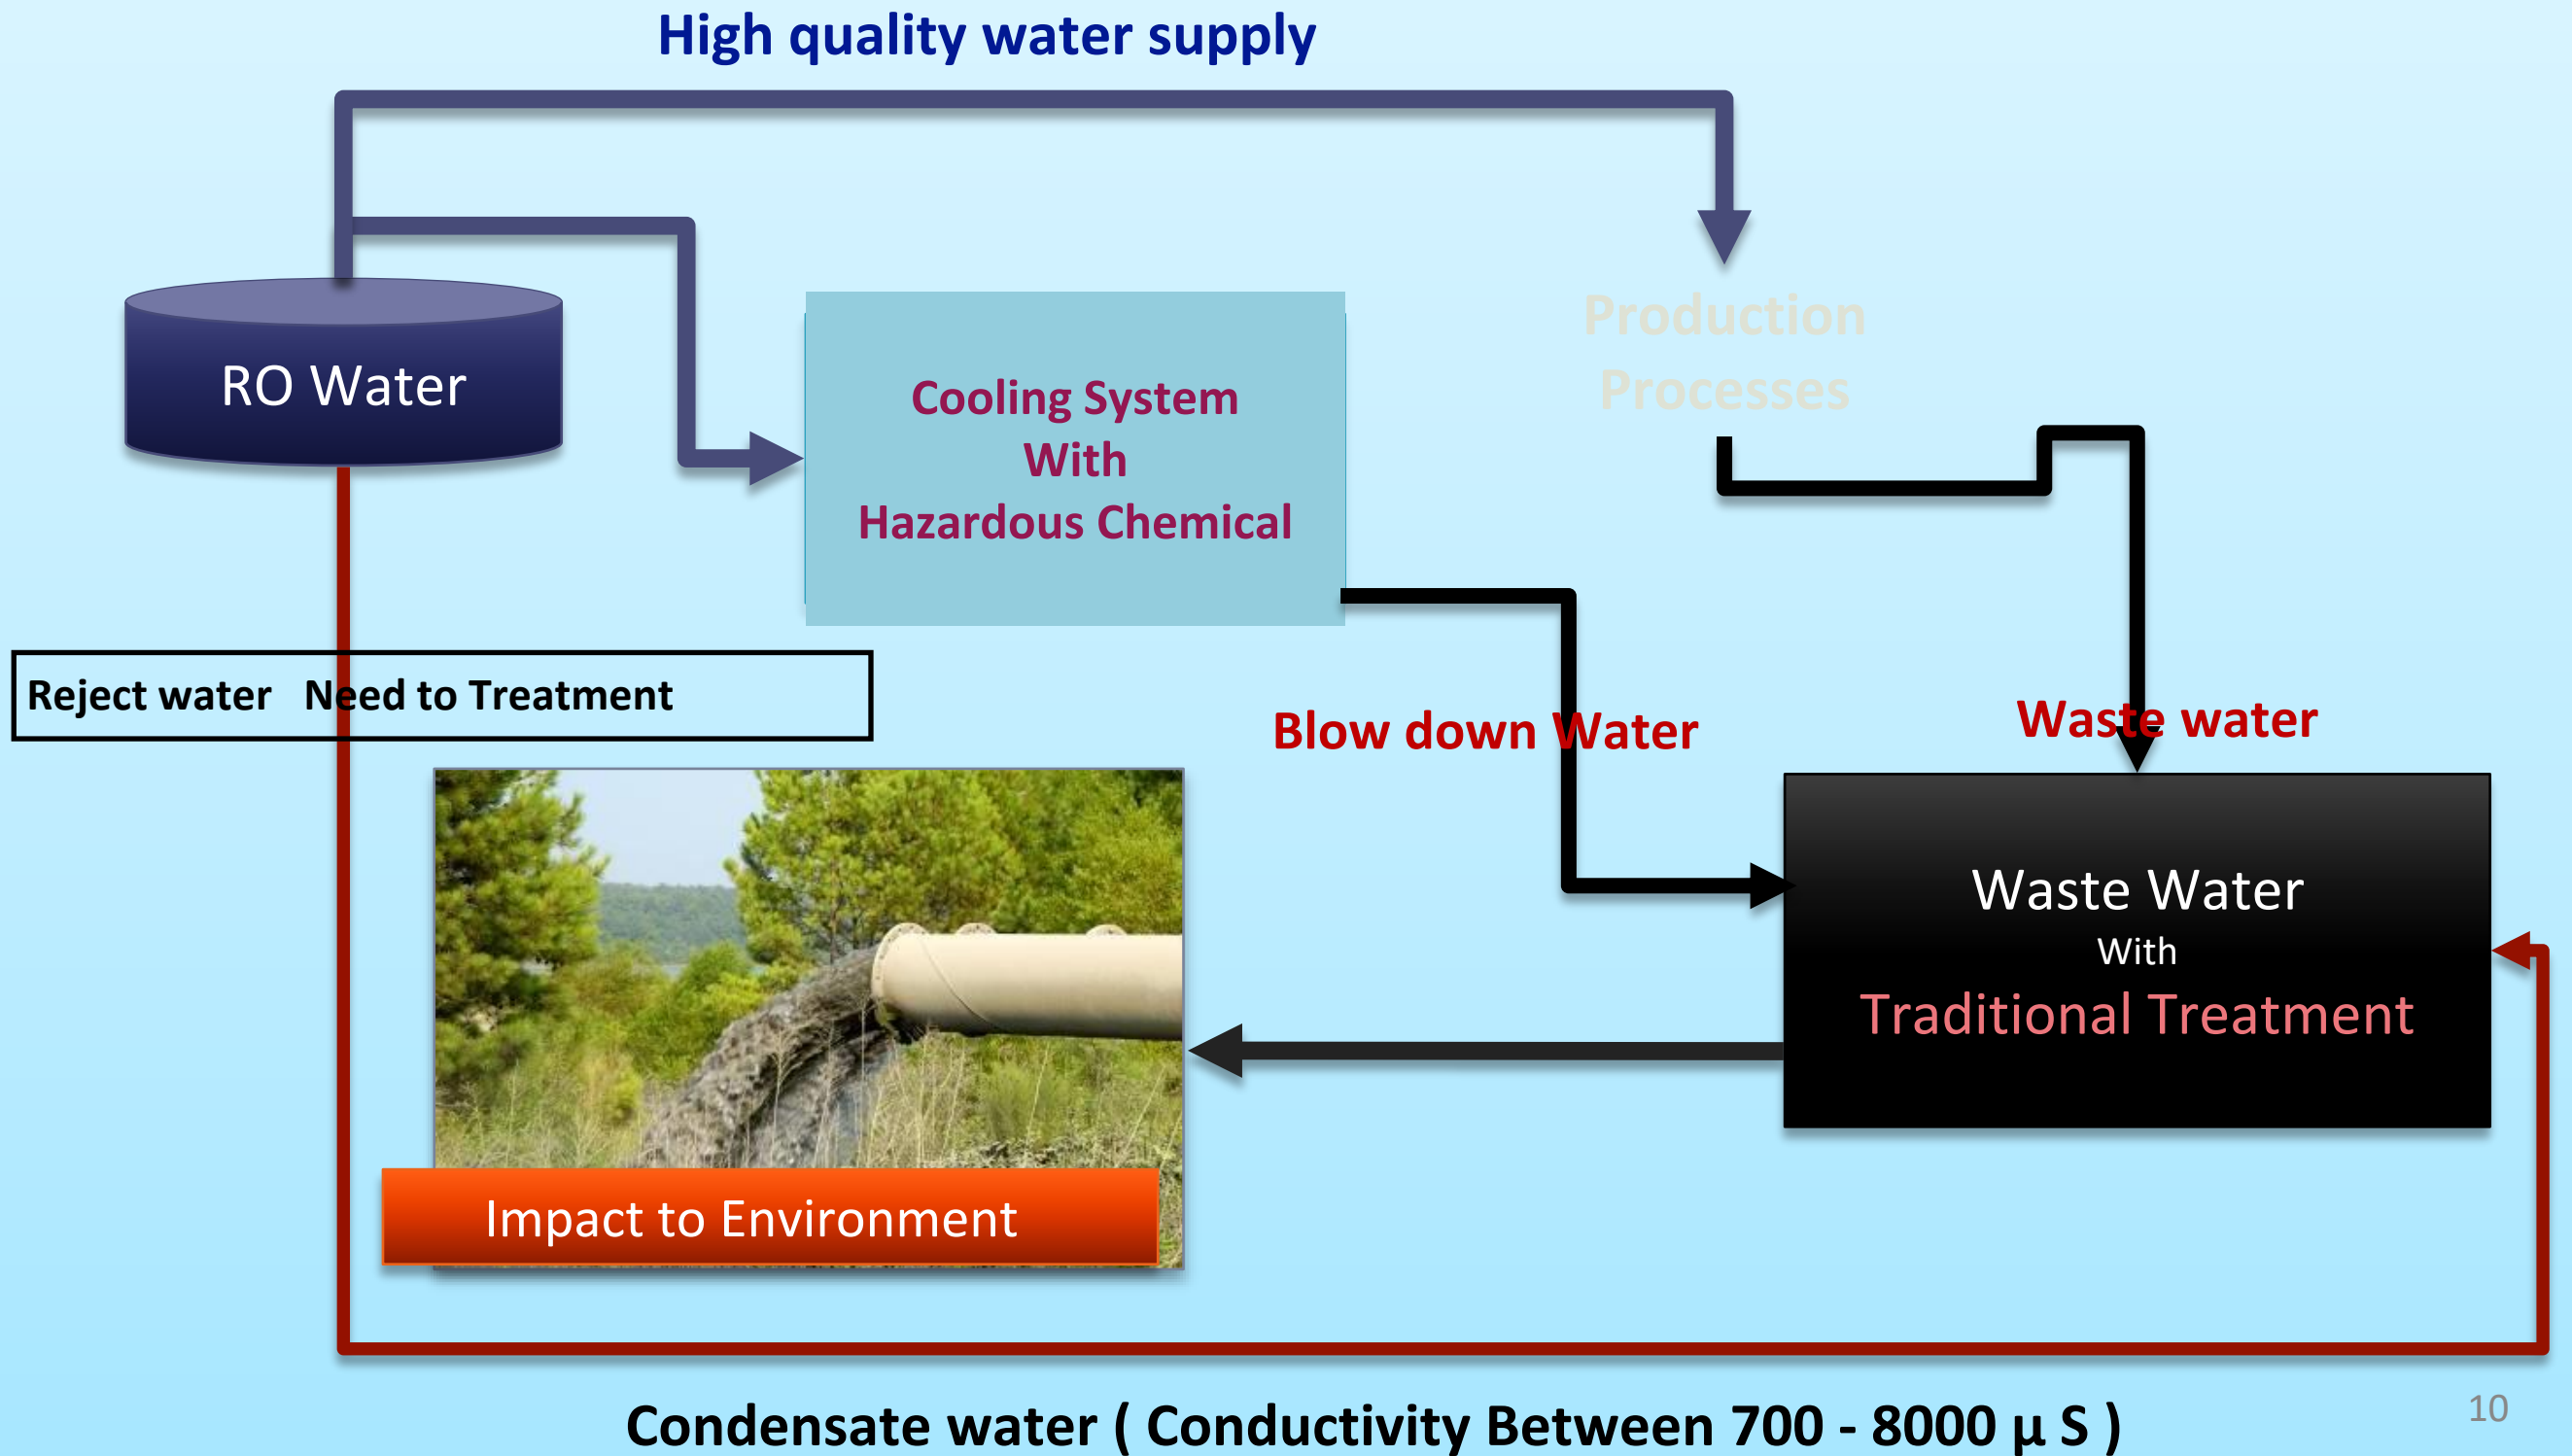 High quality water supply
RO Water
Production
Processes
Cooling System
With
Hazardous Chemical
Reject water   Need to Treatment
Blow down Water
Waste water
Waste Water
With
Traditional Treatment
Impact to Environment
Condensate water ( Conductivity Between 700 - 8000 µ S )
10